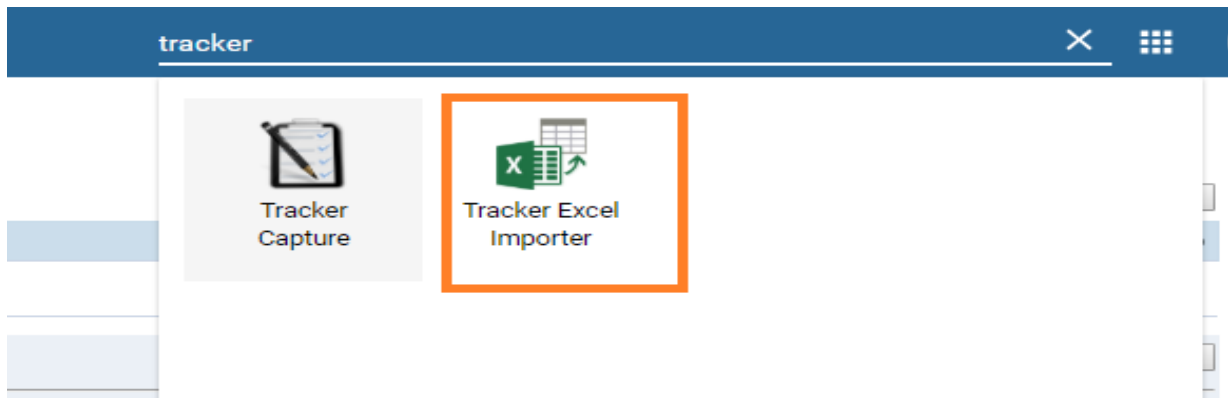 tracker
Tracker
Capture
X
Tracker Excel
Importer